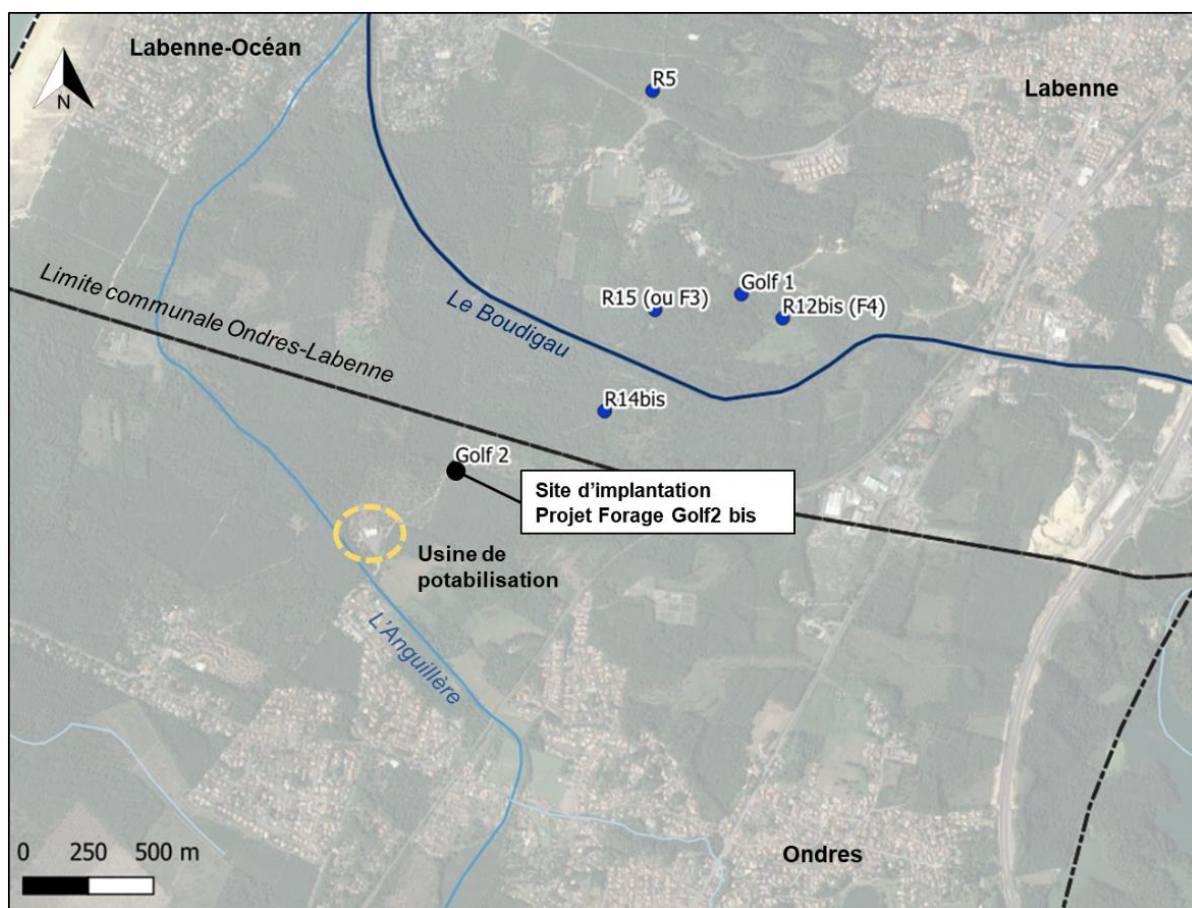 Labenne-Océan
Labenne
N
R5
Golf 1
R15 (ou F3)
R12bis (F4)
Le Boudigau
Limite communale Ondres-Labenne
R14bis
Golf 2
Site d’implantation
Projet Forage Golf2 bis
Usine de
potabilisation
L’Anguillère
Ondres
0 250 500 m